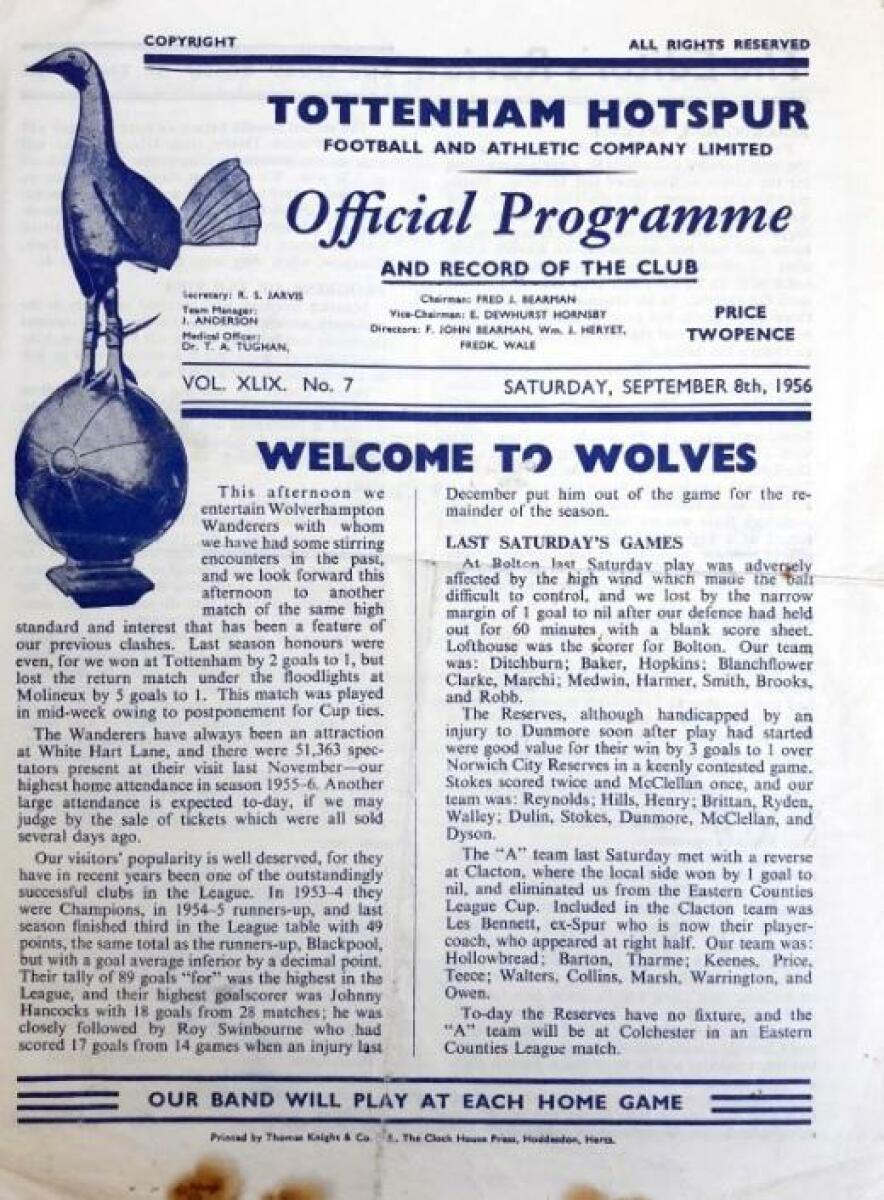 COPYRIGHT
ALL RIGHTS RESERVED
TOTTENHAM HOTSPUR
FOOTBALL AND ATHLETIC COMPANY LIMITED
Official Programme
AND RECORD OF THE CLUB
Secretary: R. S. JARVIS
Team Manager:
J. ANDERSON
Medical Officer:
Dr. T. A. TUGHAN,
Chairman: FRED J. BEARMAN
Vice-Chairman: E. DEWHURST HORNSBY
Directors: F. JOHN BEARMAN, Wm. J. HERYET,
FREDK. WALE
PRICE
TWOPENCE
VOL. XLIX. No. 7
SATURDAY, SEPTEMBER 8th, 1956
WELCOME TO WOLVES
This afternoon we
entertain Wolverhampton
Wanderers with whom
we have had some stirring
encounters in the past,
and we look forward this
afternoon to another
match of the same high
standard and interest that has been a feature of
our previous clashes. Last season honours were
even, for we won at Tottenham by 2 goals to 1, but
lost the return match under the floodlights at
Molineux by 5 goals to 1. This match was played
in mid-week owing to postponement for Cup ties.
The Wanderers have always been an attraction
at White Hart Lane, and there were 51,363 spec-
tators present at their visit last November—our
highest home attendance in season 1955-6. Another
large attendance is expected to-day, if we may
judge by the sale of tickets which were all sold
several days ago.
Our visitors' popularity is well deserved, for they
have in recent years been one of the outstandingly
successful clubs in the League. In 1953-4 they
were Champions, in 1954-5 runners-up, and last
season finished third in the League table with 49
points, the same total as the runners-up, Blackpool,
but with a goal average inferior by a decimal point.
Their tally of 89 goals "for" was the highest in the
League, and their highest goalscorer was Johnny
Hancocks with 18 goals from 28 matches; he was
closely followed by Roy Swinbourne who had
scored 17 goals from 14 games when an injury last
December put him out of the game for the re-
mainder of the season.
LAST SATURDAY'S GAMES
At Bolton last Saturday play was adversely
affected by the high wind which made the ball
difficult to control, and we lost by the narrow
margin of 1 goal to nil after our defence had held
out for 60 minutes with a blank score sheet.
Lofthouse was the scorer for Bolton. Our team
was: Ditchburn; Baker, Hopkins; Blanchflower
Clarke, Marchi; Medwin, Harmer, Smith, Brooks,
and Robb.
The Reserves, although handicapped by an
injury to Dunmore soon after play had started
were good value for their win by 3 goals to 1 over
Norwich City Reserves in a keenly contested game.
Stokes scored twice and McClellan once, and our
team was: Reynolds; Hills, Henry; Brittan, Ryden,
Walley; Dulin, Stokes, Dunmore, McClellan, and
Dyson.
The "A" team last Saturday met with a reverse
at Clacton, where the local side won by 1 goal to
nil, and eliminated us from the Eastern Counties
League Cup. Included in the Clacton team was
Les Bennett, ex-Spur who is now their player-
coach, who appeared at right half. Our team was:
Hollowbread; Barton, Tharme; Keenes, Price,
Teece; Walters, Collins, Marsh, Warrington, and
Owen.
To-day the Reserves have no fixture, and the
"A" team will be at Colchester in an Eastern
Counties League match.
OUR BAND WILL PLAY AT EACH HOME GAME
Printed by Thomas Knight & Co. The Clock House Press, Hoddesdon, Herts.